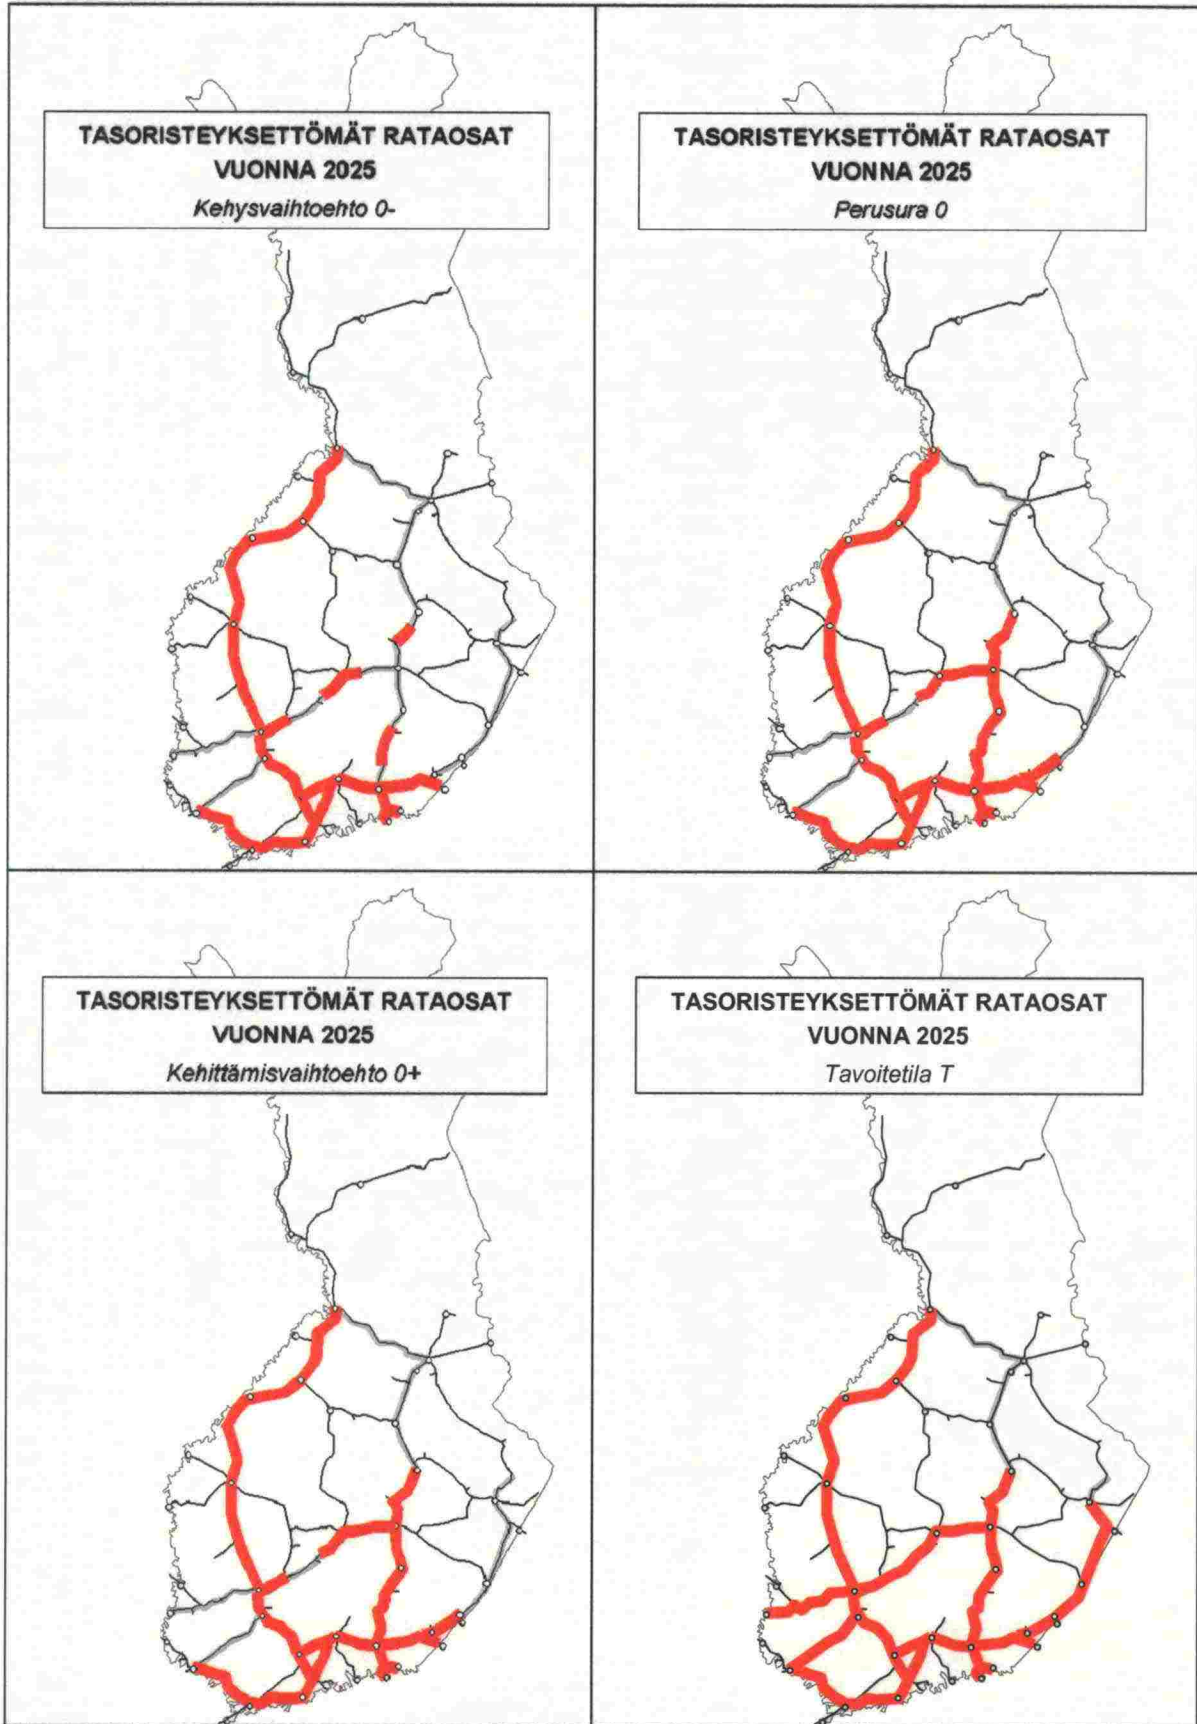 TASORISTEYKSETTÖMÄT RATAOSAT
VUONNA 2025
Kehysvaihtoehto 0-
TASORISTEYKSETTÖMÄT RATAOSAT
VUONNA 2025
Perusura 0
TASORISTEYKSETTÖMÄT RATAOSAT
VUONNA 2025
Kehittämisvaihtoehto 0+
TASORISTEYKSETTÖMÄT RATAOSAT
VUONNA 2025
Tavoitetila T